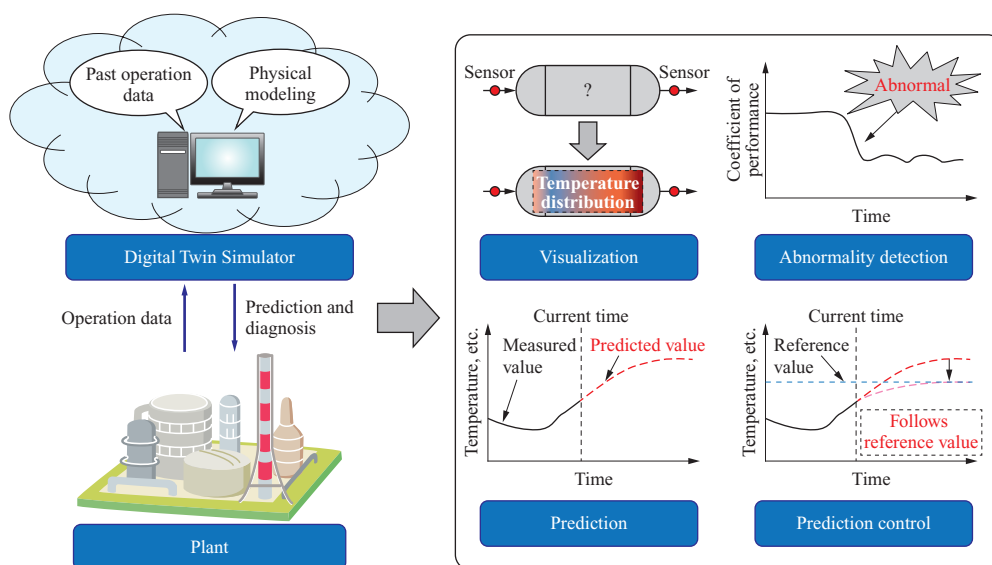 Past operation
data
Physical
modeling
Digital Twin Simulator
Operation data
Prediction and
diagnosis
Plant
Sensor
Sensor
?
Temperature
distribution
Visualization
Coefficient of
performance
Abnormal
Time
Abnormality detection
Temperature, etc.
Current time
Measured
value
Predicted value
Time
Prediction
Temperature, etc.
Current time
Reference
value
Follows
reference value
Time
Prediction control